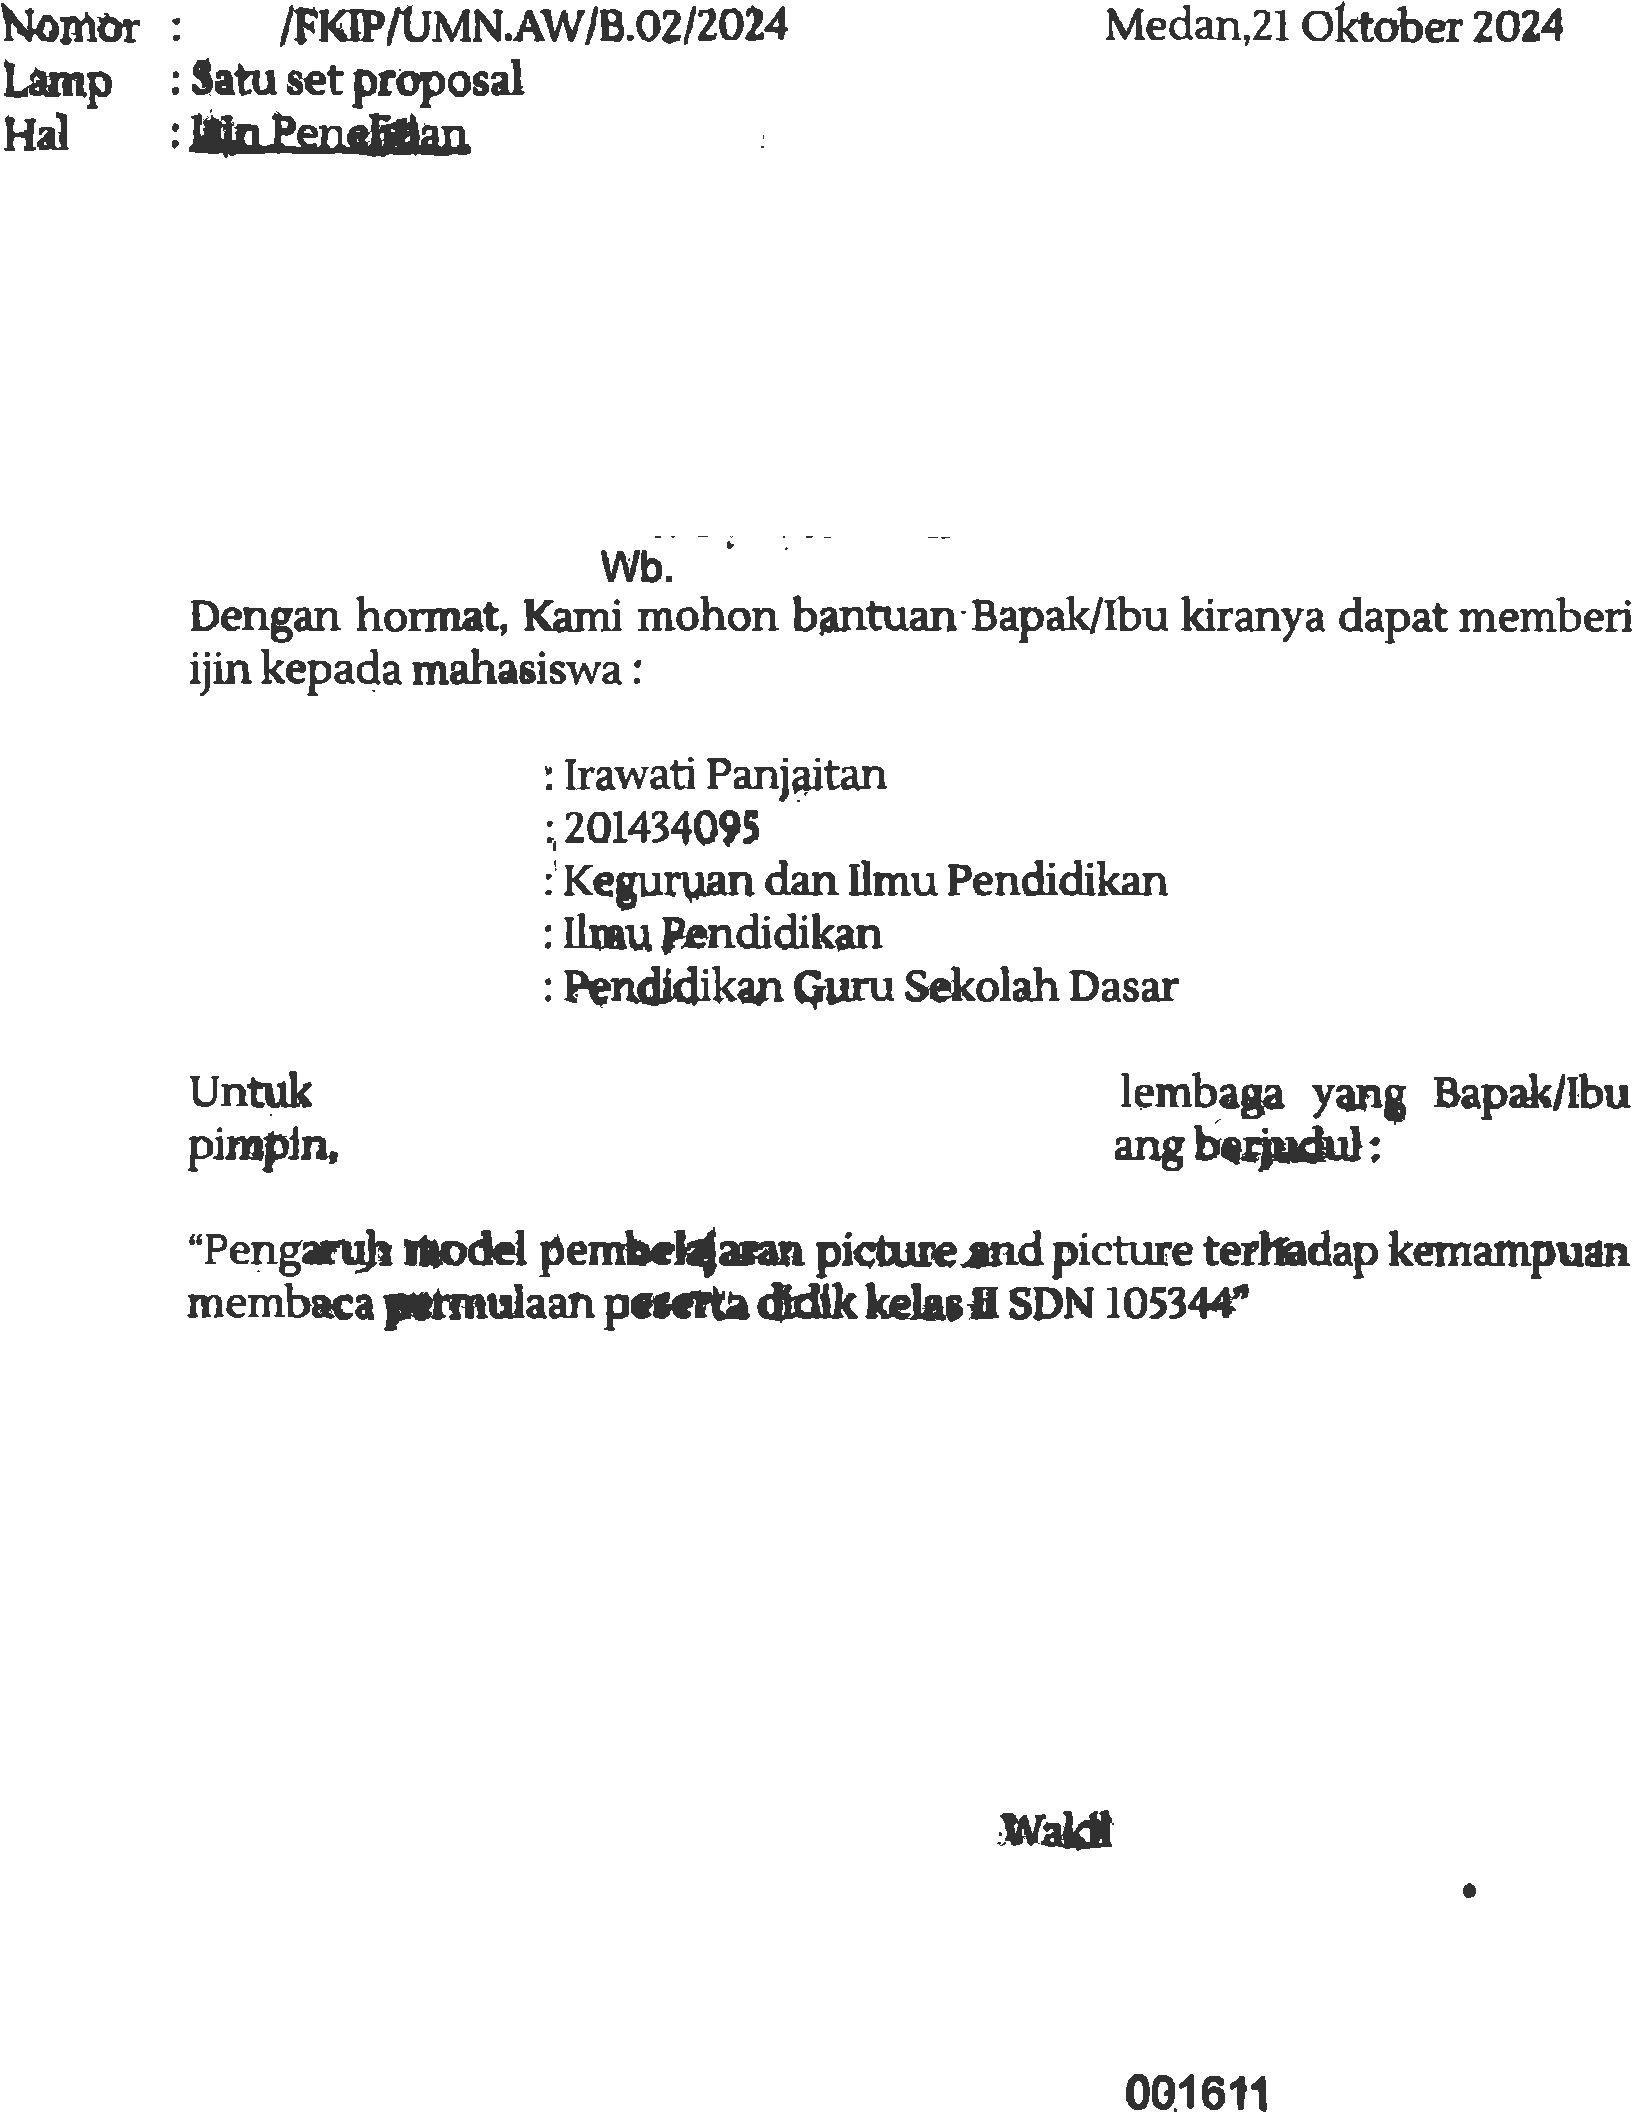 Nomor : /FKIP/UMN.AW/B.02/2024 Medan,21 Oktober 2024
Lamp : Satu set proposal
Hal : Ijin Penelitian
Wb.
Dengan hormat, Kami mohon bantuan Bapak/Ibu kiranya dapat memberi
ijin kepada mahasiswa :
: Irawati Panjaitan
: 201434095
: Keguruan dan Ilmu Pendidikan
: Ilmu Pendidikan
: Pendidikan Guru Sekolah Dasar
Untuk lembaga yang Bapak/Ibu
pimpin, ang berjudul :
“Pengaruh model pembelajaran picture and picture terhadap kemampuan
membaca permulaan peserta didik kelas II SDN 105344”
Wakil
001611